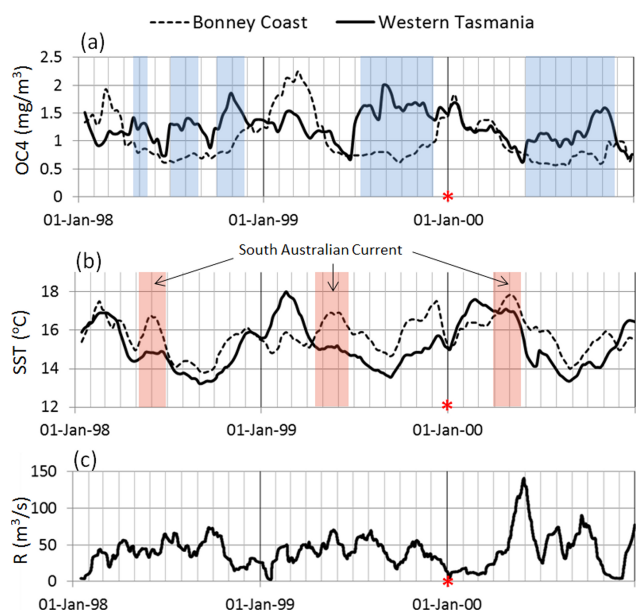 Bonney Coast Western Tasmania
(a)
OC4 (mg/m³)
2.5
2
1.5
1
0.5
0
01-Jan-98 01-Jan-99 01-Jan-00
*
(b)
South Australian Current
SST (°C)
18
16
14
12
01-Jan-98 01-Jan-99 01-Jan-00
*
(c)
R (m³/s)
150
100
50
0
01-Jan-98 01-Jan-99 01-Jan-00
*